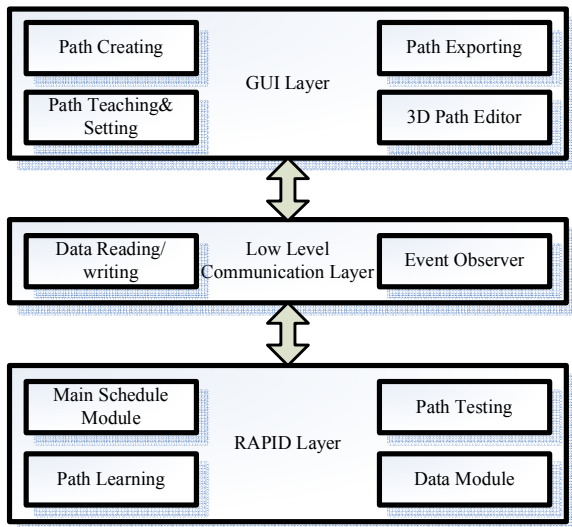 Path Creating
Path Exporting
GUI Layer
Path Teaching&
Setting
3D Path Editor
Data Reading/
writing
Low Level
Communication Layer
Event Observer
Main Schedule
Module
Path Testing
RAPID Layer
Path Learning
Data Module